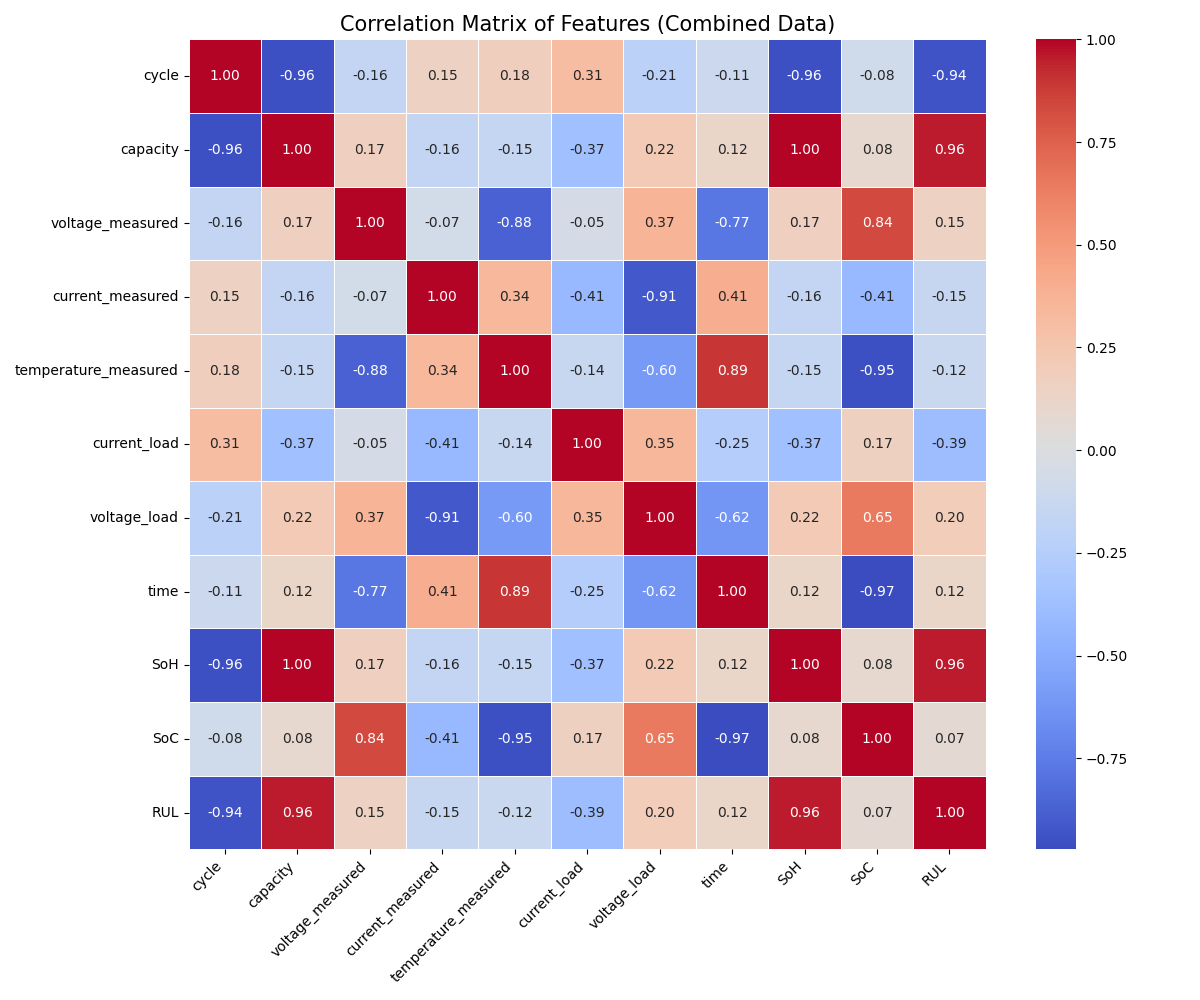 Correlation Matrix of Features (Combined Data)
cycle 1.00 -0.96 -0.16 0.15 0.18 0.31 -0.21 -0.11 -0.96 -0.08 -0.94
capacity -0.96 1.00 0.17 -0.16 -0.15 -0.37 0.22 0.12 1.00 0.08 0.96
voltage_measured -0.16 0.17 1.00 -0.07 -0.88 -0.05 0.37 -0.77 0.17 0.84 0.15
current_measured 0.15 -0.16 -0.07 1.00 0.34 -0.41 -0.91 0.41 -0.16 -0.41 -0.15
temperature_measured 0.18 -0.15 -0.88 0.34 1.00 -0.14 -0.60 0.89 -0.15 -0.95 -0.12
current_load 0.31 -0.37 -0.05 -0.41 -0.14 1.00 0.35 -0.25 -0.37 0.17 -0.39
voltage_load -0.21 0.22 0.37 -0.91 -0.60 0.35 1.00 -0.62 0.22 0.65 0.20
time -0.11 0.12 -0.77 0.41 0.89 -0.25 -0.62 1.00 0.12 -0.97 0.12
SoH -0.96 1.00 0.17 -0.16 -0.15 -0.37 0.22 0.12 1.00 0.08 0.96
SoC -0.08 0.08 0.84 -0.41 -0.95 0.17 0.65 -0.97 0.08 1.00 0.07
RUL -0.94 0.96 0.15 -0.15 -0.12 -0.39 0.20 0.12 0.96 0.07 1.00
cycle capacity voltage_measured current_measured temperature_measured current_load voltage_load time SoH SoC RUL
1.00
0.75
0.50
0.25
0.00
−0.25
−0.50
−0.75